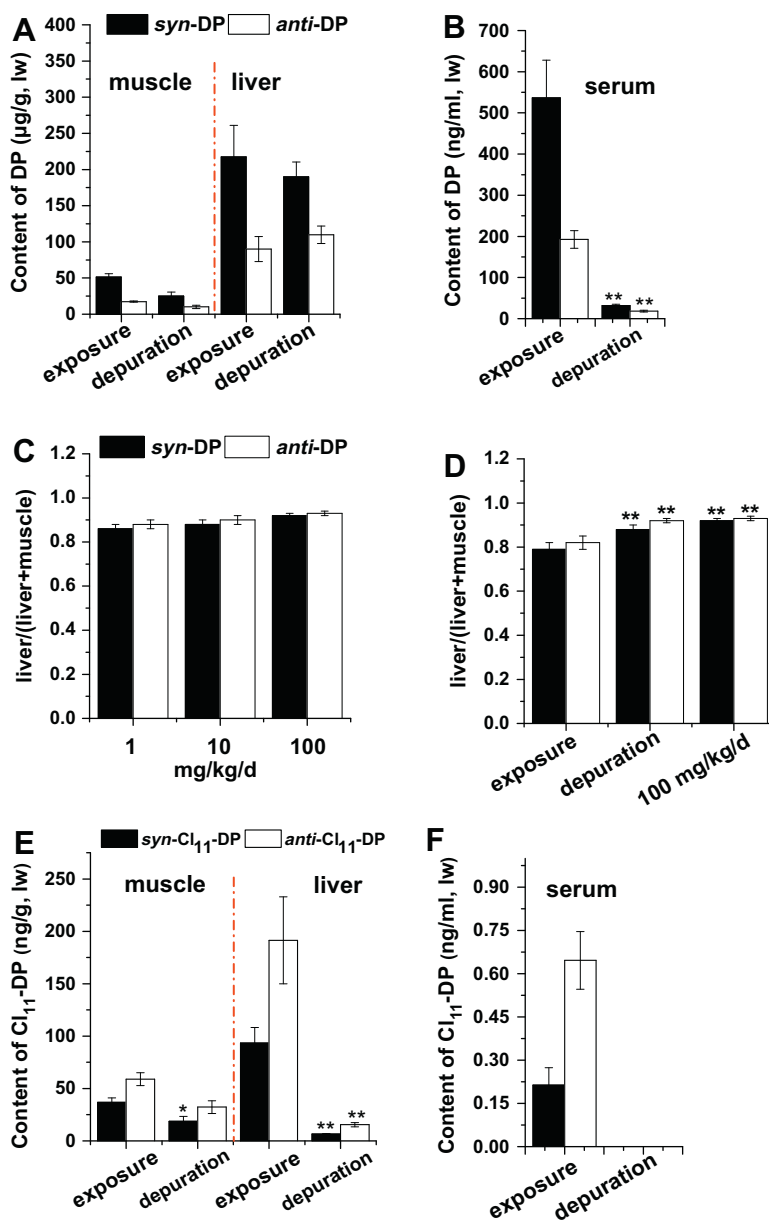 A
syn-DP anti-DP
muscle liver
Content of DP (µg/g, lw)
400
350
300
250
200
150
100
50
0
exposure depuration exposure depuration
B
serum
Content of DP (ng/ml, lw)
700
600
500
400
300
200
100
0
** **
exposure depuration
C
syn-DP anti-DP
liver/(liver+muscle)
1.2
0.9
0.8
0.6
0.4
0.2
0.0
1 10 100
mg/kg/d
D
liver/(liver+muscle)
1.2
1.0
0.8
0.6
0.4
0.2
0.0
** ** ** **
exposure depuration 100 mg/kg/d
E
syn-Cl11-DP anti-Cl11-DP
muscle liver
Content of Cl11-DP (ng/g, lw)
250
200
150
100
50
0
* ** **
exposure depuration exposure depuration
F
serum
Content of Cl11-DP (ng/ml, lw)
0.90
0.75
0.60
0.45
0.30
0.15
0.00
exposure depuration